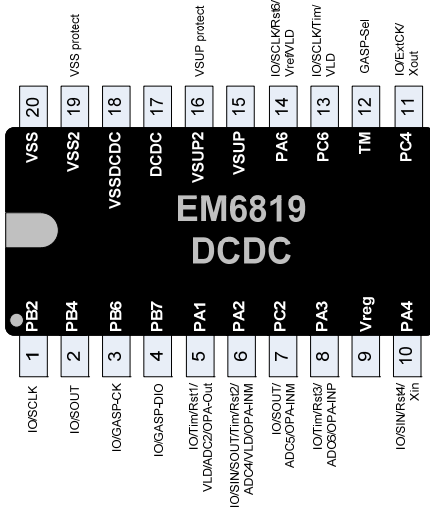 IO/SCLK/Rst6/
Vref/VLD
IO/SCLK/Tim/
VLD
IO/ExtCK/
Xout
VSS protect
VSUP protect
GASP-Sel
20
19
18
17
16
15
14
13
12
11
VSS
VSS2
VSSDCDC
DCDC
VSUP2
VSUP
PA6
PC6
TM
PC4
EM6819
DCDC
PB2
PB4
PB6
PB7
PA1
PA2
PC2
PA3
Vreg
PA4
1
2
3
4
5
6
7
8
9
10
IO/SCLK
IO/SOUT
IO/GASP-CK
IO/GASP-DIO
IO/Tim/Rst1/
VLD/ADC2/OPA-Out
IO/SIN/SOUT/Tim/Rst2/
ADC4/VLD/OPA-INM
IO/SOUT/
ADC5/OPA-INM
IO/Tim/Rst3/
ADC6/OPA-INP
IO/SIN/Rst4/
Xin